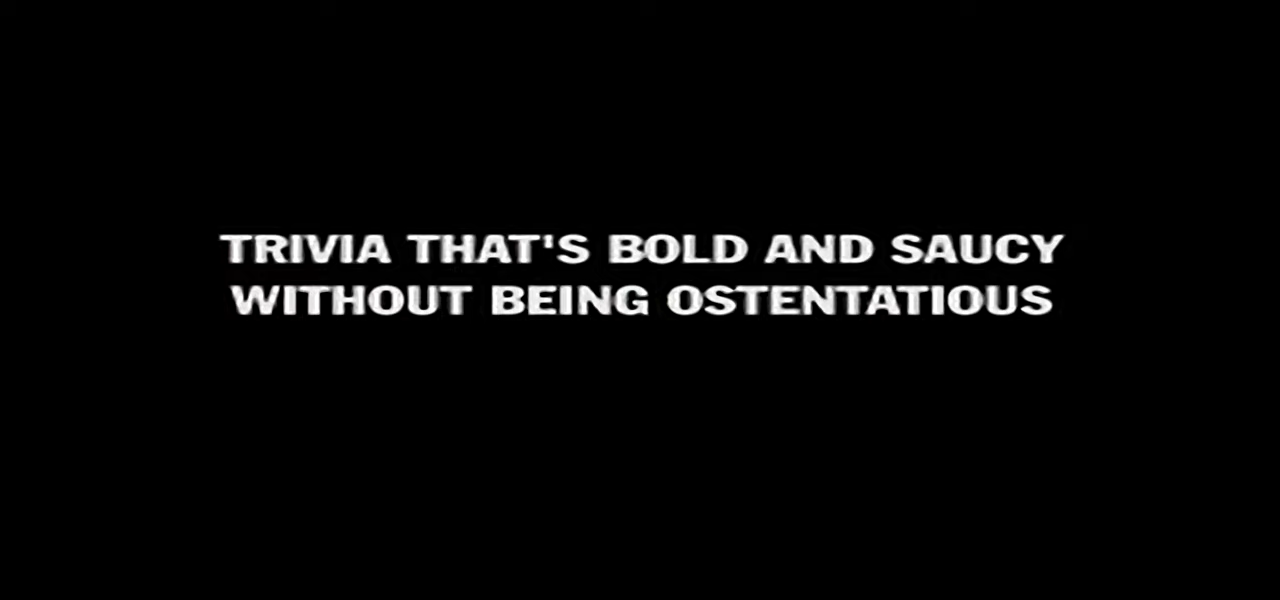 TRIVIA THAT'S BOLD AND SAUCY
WITHOUT BEING OSTENTATIOUS